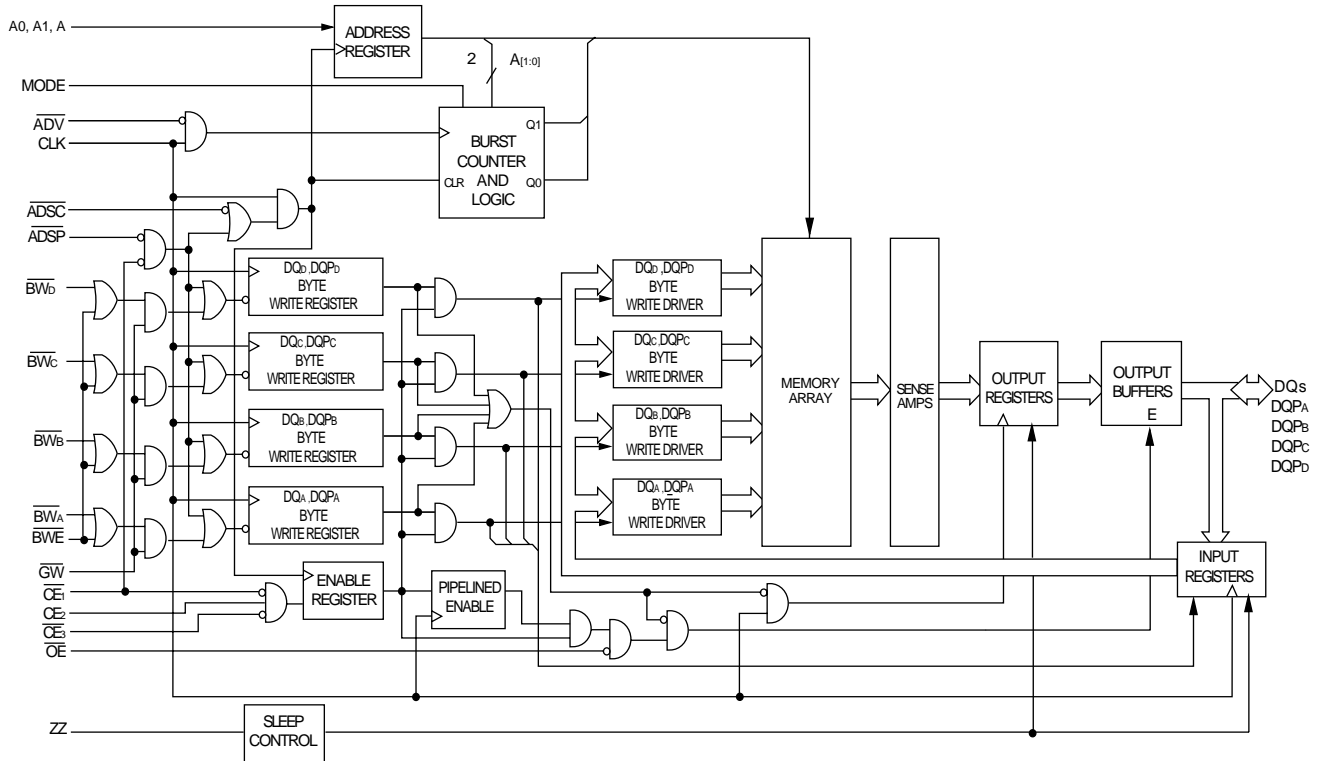 A0, A1, A
ADDRESS
REGISTER
2
A[1:0]
MODE
ADV
CLK
BURST
COUNTER
AND
LOGIC
Q1
CLR
Q0
ADSC
ADSP
DQD ,DQPD
BYTE
WRITE REGISTER
DQD ,DQPD
BYTE
WRITE DRIVER
BWD
DQC ,DQPC
BYTE
WRITE REGISTER
DQC ,DQPC
BYTE
WRITE DRIVER
BWC
MEMORY
ARRAY
SENSE
AMPS
OUTPUT
REGISTERS
OUTPUT
BUFFERS
E
DQs
DQPA
DQPB
DQPC
DQPD
DQB ,DQPB
BYTE
WRITE REGISTER
DQB ,DQPB
BYTE
WRITE DRIVER
BWB
DQA ,DQPA
BYTE
WRITE REGISTER
DQA ,DQPA
BYTE
WRITE DRIVER
BWA
BWE
GW
CE1
CE2
CE3
OE
ENABLE
REGISTER
PIPELINED
ENABLE
INPUT
REGISTERS
ZZ
SLEEP
CONTROL